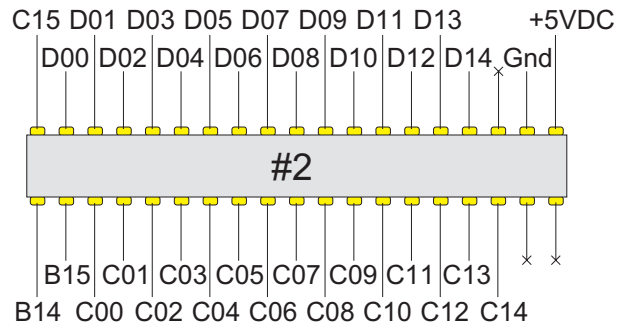 C15 D01 D03 D05 D07 D09 D11 D13 +5VDC
D00 D02 D04 D06 D08 D10 D12 D14 Gnd
#2
B15 C01 C03 C05 C07 C09 C11 C13
B14 C00 C02 C04 C06 C08 C10 C12 C14